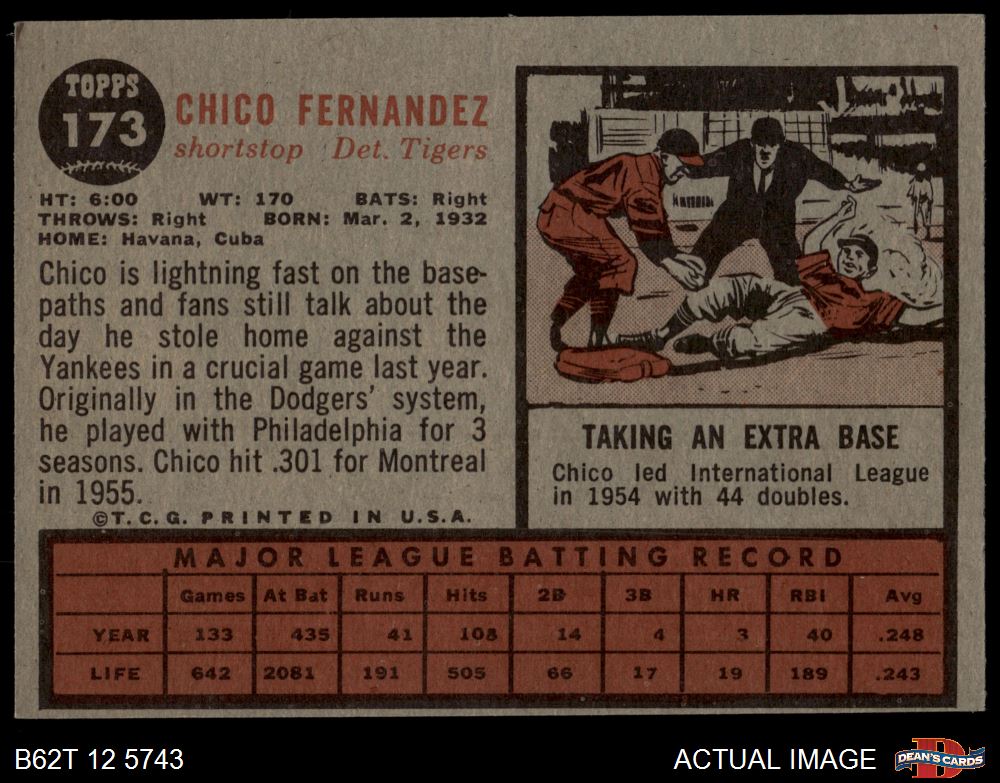 TOPPS
173
CHICO FERNANDEZ
shortstop Det. Tigers
HT: 6:00 WT: 170 BATS: Right
THROWS: Right BORN: Mar. 2, 1932
HOME: Havana, Cuba
Chico is lightning fast on the base-
paths and fans still talk about the
day he stole home against the
Yankees in a crucial game last year.
Originally in the Dodgers' system,
he played with Philadelphia for 3
seasons. Chico hit .301 for Montreal
in 1955.
©T.C.G. PRINTED IN U.S.A.
TAKING AN EXTRA BASE
Chico led International League
in 1954 with 44 doubles.
MAJOR LEAGUE BATTING RECORD
Games At Bat Runs Hits 2B 3B HR RBI Avg
YEAR 133 435 41 108 14 4 3 40 .248
LIFE 642 2081 191 505 66 17 19 189 .243
B62T 12 5743
ACTUAL IMAGE
D
DEAN'S CARDS